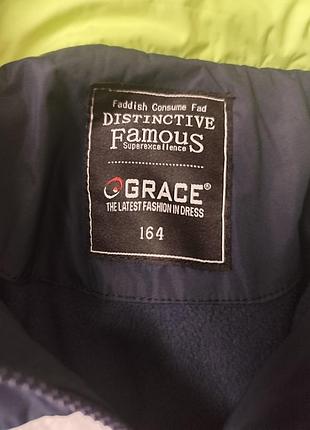 Faddish Consume Fad
DISTINCTIVE
Famous
Superexcellence
GRACE®
THE LATEST FASHION IN DRESS
164